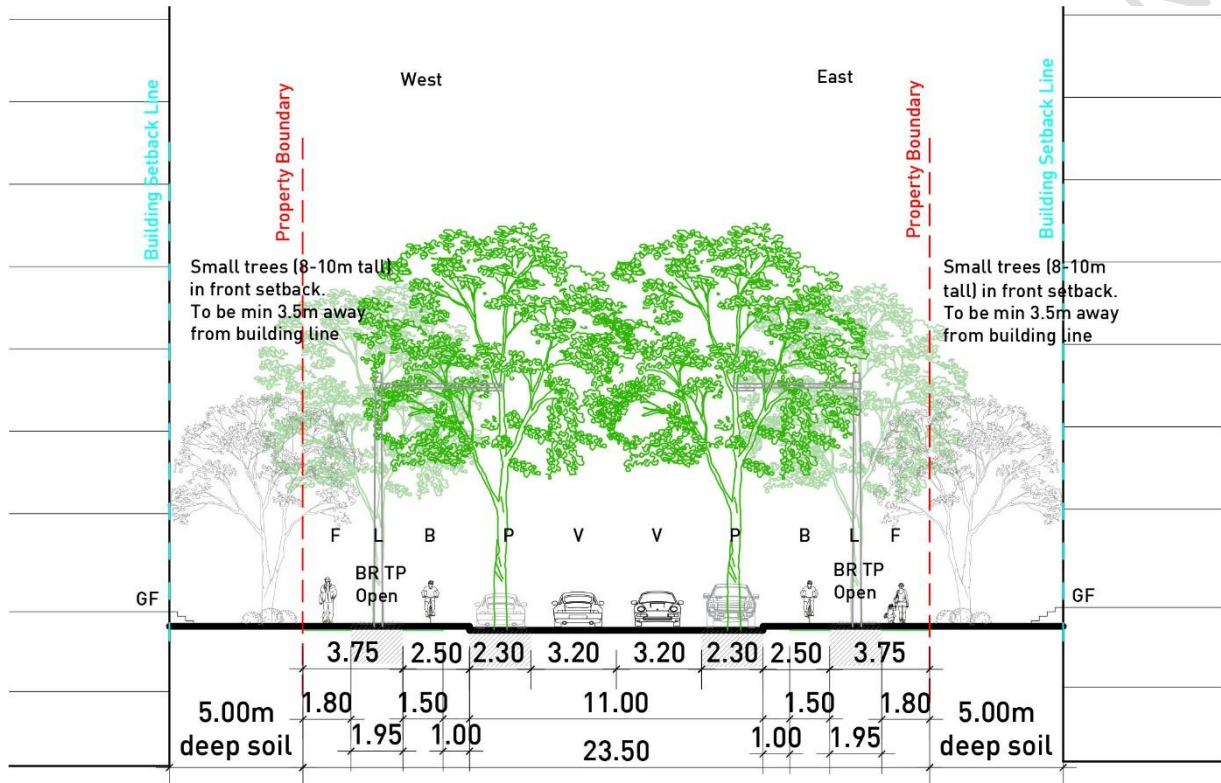 West
East
Building Setback Line
Property Boundary
Property Boundary
Building Setback Line
Small trees (8-10m tall)
in front setback.
To be min 3.5m away
from building line
Small trees (8-10m
tall) in front setback.
To be min 3.5m away
from building line
F L B P V V P B L F
BR TP
Open
BR TP
Open
GF
GF
3.75 2.50 2.30 3.20 3.20 2.30 2.50 3.75
1.80 1.50 11.00 1.50 1.80
5.00m
deep soil
5.00m
deep soil
1.95 1.00 23.50 1.00 1.95